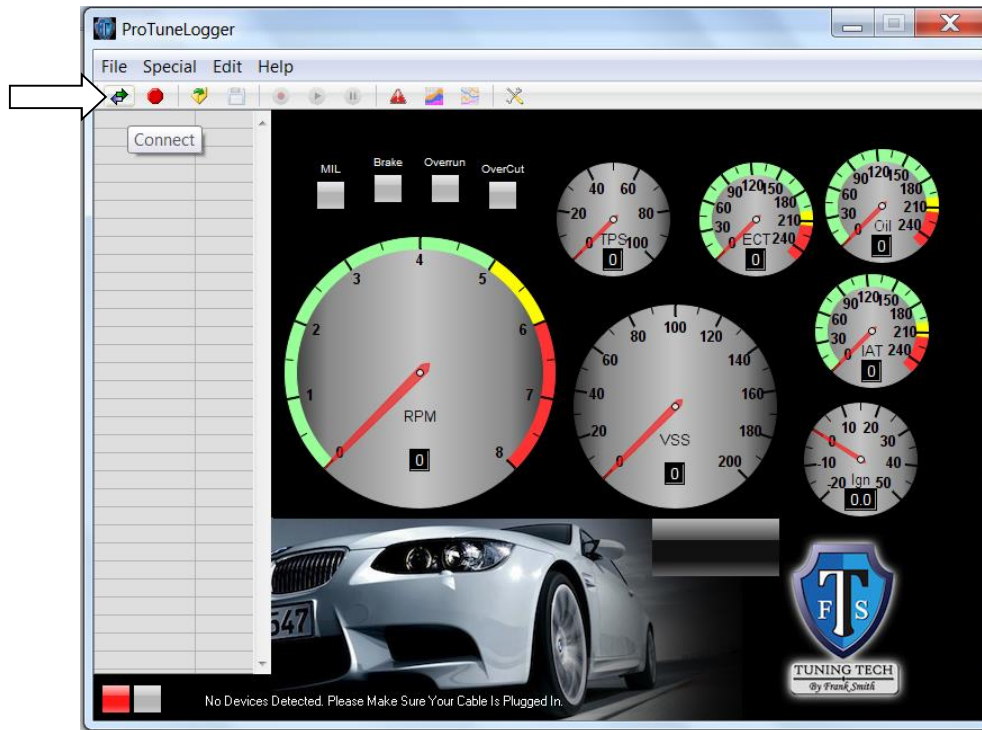 ProTuneLogger
File Special Edit Help
Connect
MIL Brake Overrun OverCut
0 20 40 60 80 100
TPS
0
0 30 60 90 120 150 180 210 240
ECT
0
0 30 60 90 120 150 180 210 240
Oil
0
0 1 2 3 4 5 6 7 8
RPM
0
0 20 40 60 80 100 120 140 160 180 200
VSS
0
0 30 60 90 120 150 180 210 240
IAT
0
-20 -10 0 10 20 30 40 50
Ign
0.0
547
T
F S
TUNING TECH
By Frank Smith
No Devices Detected. Please Make Sure Your Cable Is Plugged In.